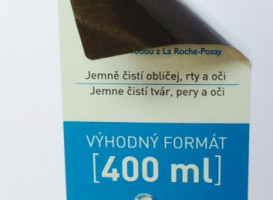 vodou z La Roche-Posay
Jemně čistí obličej, rty a oči
Jemne čistí tvár, pery a oči
VÝHODNÝ FORMÁT
[400 ml]